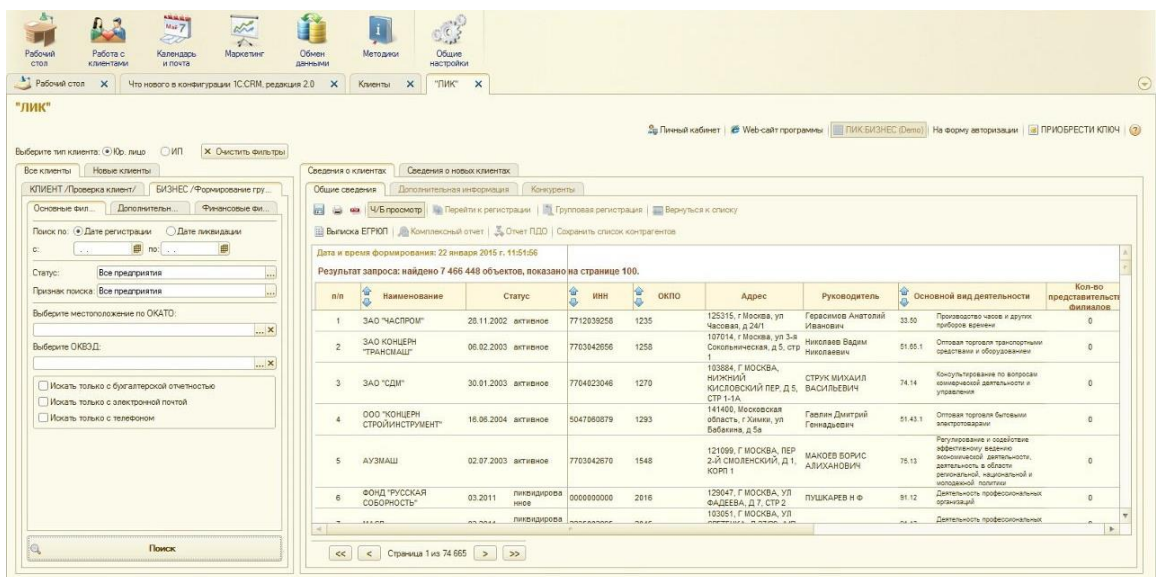 Май 7
Рабочий стол
Работа с клиентами
Календарь и почта
Маркетинг
Обмен данными
Методики
Общие настройки
Рабочий стол
Что нового в конфигурации 1С:CRM, редакция 2.0
Клиенты
"ЛИК"
"ЛИК"
Личный кабинет Web-сайт программы ЛИК:БИЗНЕС (Demo) На форму авторизации ПРИОБРЕСТИ КЛЮЧ
Выберите тип клиента: Юр. лицо ИП Очистить фильтры
Все клиенты Новые клиенты
КЛИЕНТ /Проверка клиент/ БИЗНЕС /Формирование гру...
Основные фил... Дополнительн... Финансовые фи...
Поиск по: Дате регистрации Дате ликвидации
с: . . по: . .
Статус: Все предприятия ...
Признак поиска: Все предприятия ...
Выберите местоположение по ОКАТО:
...
Выберите ОКВЭД:
...
Искать только с бухгалтерской отчетностью
Искать только с электронной почтой
Искать только с телефоном
Поиск
Сведения о клиентах Сведения о новых клиентах
Общие сведения Дополнительная информация Конкуренты
Ч/Б просмотр Перейти к регистрации Групповая регистрация Вернуться к списку
Выписка ЕГРЮЛ Комплексный отчет Отчет ПДО Сохранить список контрагентов
Дата и время формирования: 22 января 2015 г. 11:51:56
Результат запроса: найдено 7 466 448 объектов, показано на странице 100.
п/п Наименование Статус ИНН ОКПО Адрес Руководитель Основной вид деятельности Кол-во представительств филиалов
1 ЗАО "ЧАСПРОМ" 28.11.2002 активное 7712039258 1235 125315, г Москва, ул Часовая, д 24/1 Герасимов Анатолий Иванович 33.50 Производство часов и других приборов времени 0
2 ЗАО КОНЦЕРН "ТРАНСМАШ" 06.02.2003 активное 7703042656 1258 107014, г Москва, ул 3-я Сокольническая, д 5, стр 1 Николаев Вадим Николаевич 51.65.1 Оптовая торговля транспортными средствами и оборудованием 0
3 ЗАО "СДМ" 30.01.2003 активное 7704023046 1270 103884, Г МОСКВА, НИЖНИЙ КИСЛОВСКИЙ ПЕР, Д 5, СТР 1-1А СТРУК МИХАИЛ ВАСИЛЬЕВИЧ 74.14 Консультирование по вопросам коммерческой деятельности и управления 0
4 ООО "КОНЦЕРН СТРОЙИНСТРУМЕНТ" 16.06.2004 активное 5047060879 1293 141400, Московская область, г Химки, ул Бабакина, д 5а Гавлин Дмитрий Геннадьевич 51.43.1 Оптовая торговля бытовыми электротоварами 0
5 АУЗМАШ 02.07.2003 активное 7703042670 1548 121099, Г МОСКВА, ПЕР 2-Й СМОЛЕНСКИЙ, Д 1, КОРП 1 МАКОЕВ БОРИС АЛИХАНОВИЧ 75.13 Регулирование и содействие эффективному ведению экономической деятельности, деятельность в области региональной, национальной и молодежной политики 0
6 ФОНД "РУССКАЯ СОБОРНОСТЬ" 03.2011 ликвидирова нное 0000000000 2016 129047, Г МОСКВА, УЛ ФАДЕЕВА, Д 7, СТР 2 ПУШКАРЕВ Н Ф 91.12 Деятельность профессиональных организаций 0
ликвидирова 103051, Г МОСКВА, УЛ Деятельность профессиональных
<< < Страница 1 из 74 665 > >>